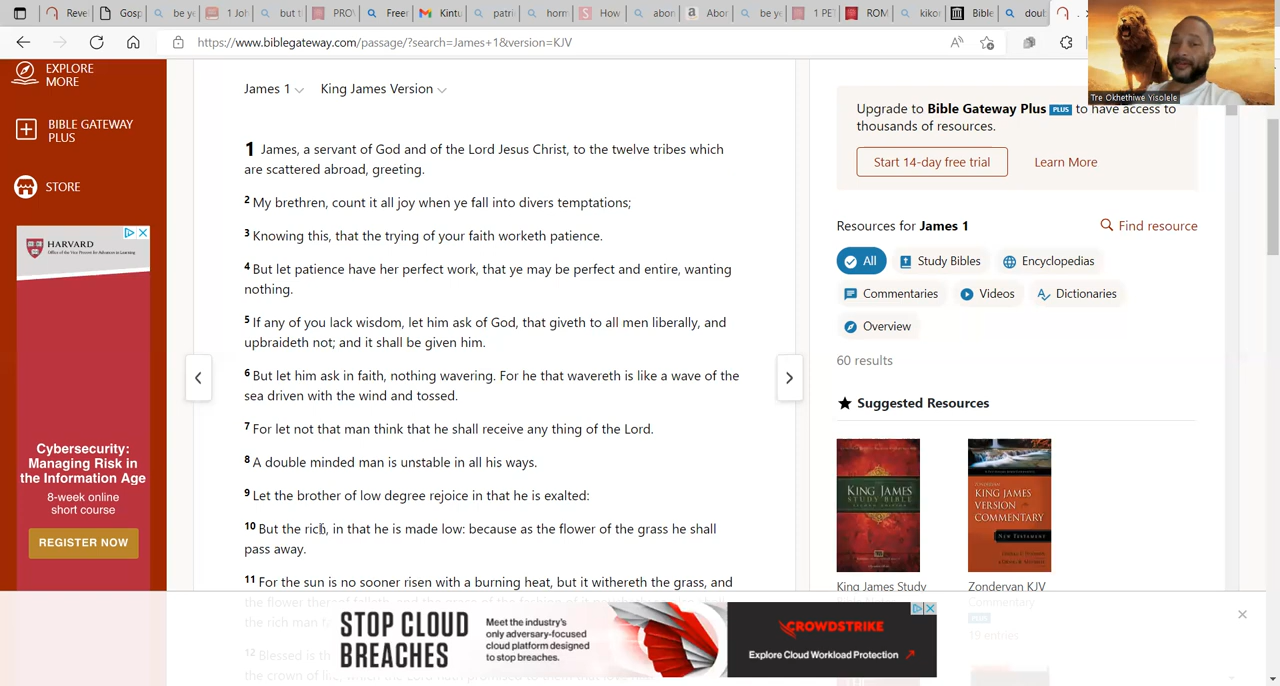 Reve
Gosp
be ye
1 Joh
but t
PRO
Free
Kintu
patri
horm
How
abor
Abor
be ye
1 PET
ROM
kiko
Bible
doub
https://www.biblegateway.com/passage/?search=James+1&version=KJV
Tre Okhethiwe Yisolele
EXPLORE
MORE
BIBLE GATEWAY
PLUS
STORE
HARVARD
Cybersecurity:
Managing Risk in
the Information Age
8-week online
short course
REGISTER NOW
James 1 King James Version
1 James, a servant of God and of the Lord Jesus Christ, to the twelve tribes which
are scattered abroad, greeting.
2 My brethren, count it all joy when ye fall into divers temptations;
3 Knowing this, that the trying of your faith worketh patience.
4 But let patience have her perfect work, that ye may be perfect and entire, wanting
nothing.
5 If any of you lack wisdom, let him ask of God, that giveth to all men liberally, and
upbraideth not; and it shall be given him.
6 But let him ask in faith, nothing wavering. For he that wavereth is like a wave of the
sea driven with the wind and tossed.
7 For let not that man think that he shall receive any thing of the Lord.
8 A double minded man is unstable in all his ways.
9 Let the brother of low degree rejoice in that he is exalted:
10 But the rich, in that he is made low: because as the flower of the grass he shall
pass away.
11 For the sun is no sooner risen with a burning heat, but it withereth the grass, and
the rich man
12 Blessed is
Upgrade to Bible Gateway Plus PLUS to have access to
thousands of resources.
Start 14-day free trial Learn More
Resources for James 1 Find resource
All Study Bibles Encyclopedias
Commentaries Videos Dictionaries
Overview
60 results
Suggested Resources
KING JAMES
STUDY BIBLE
KING JAMES
VERSION
COMMENTARY
NEW TESTAMENT
King James Study
Zondervan KJV
Commentary
PLUS
19 entries
STOP CLOUD
BREACHES
Meet the industry's
only adversary-focused
cloud platform designed
to stop breaches.
CROWDSTRIKE
Explore Cloud Workload Protection